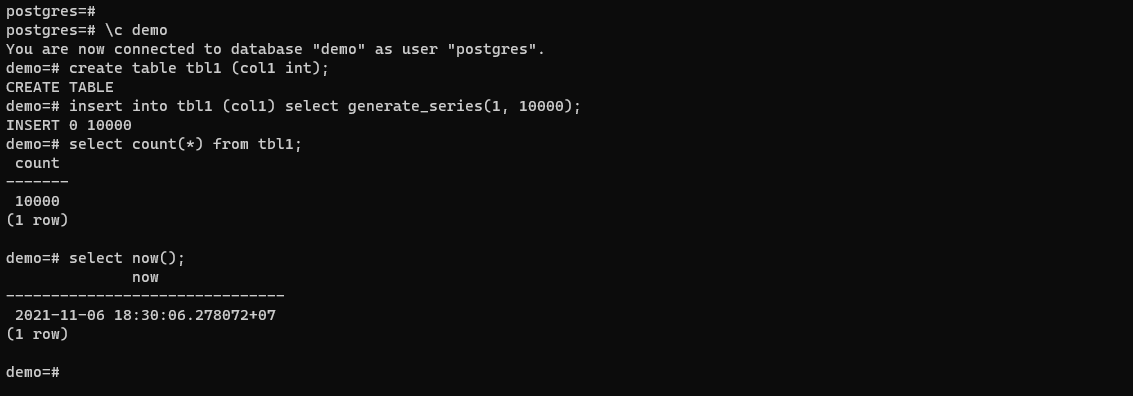 postgres=#
postgres=# \c demo
You are now connected to database "demo" as user "postgres".
demo=# create table tbl1 (col1 int);
CREATE TABLE
demo=# insert into tbl1 (col1) select generate_series(1, 10000);
INSERT 0 10000
demo=# select count(*) from tbl1;
 count
-------
 10000
(1 row)

demo=# select now();
              now
-------------------------------
 2021-11-06 18:30:06.278072+07
(1 row)

demo=#